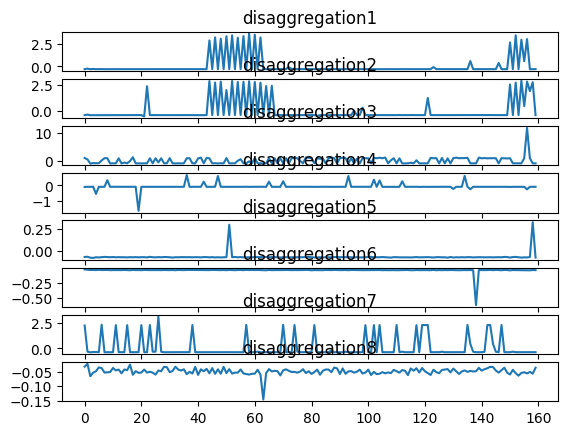 disaggregation1
2.5
0.0
disaggregation2
2.5
0.0
disaggregation3
10
0
disaggregation4
0
−1
disaggregation5
0.25
0.00
disaggregation6
−0.25
−0.50
disaggregation7
2.5
0.0
disaggregation8
−0.05
−0.10
−0.15
0 20 40 60 80 100 120 140 160